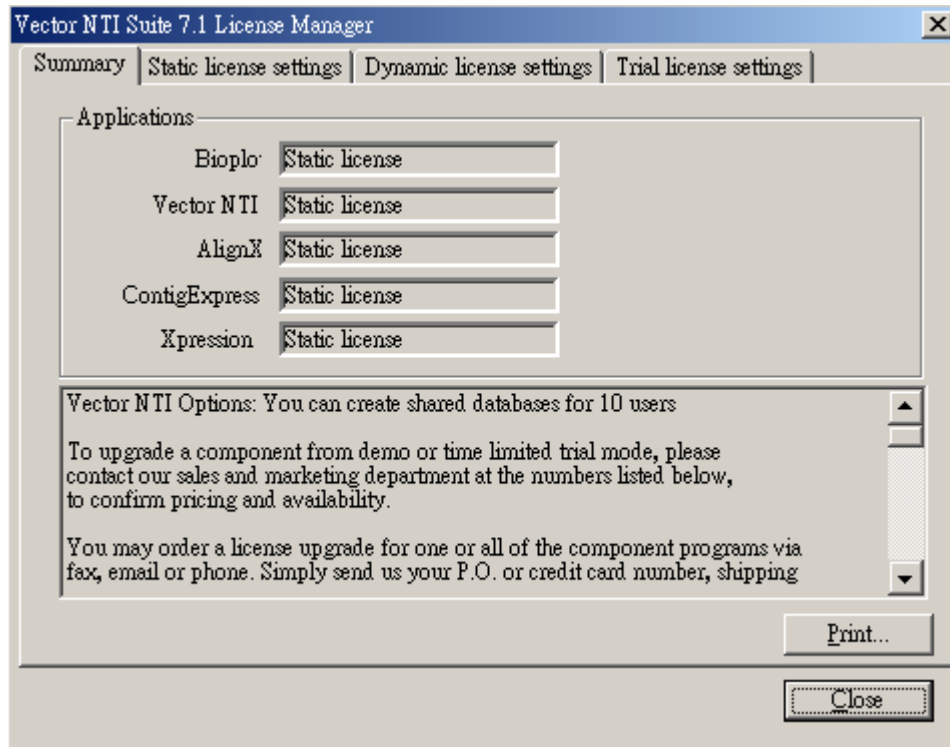 Vector NTI Suite 7.1 License Manager
Summary
Static license settings
Dynamic license settings
Trial license settings
Applications
Bioplo
Static license
Vector NTI
Static license
AlignX
Static license
ContigExpress
Static license
Xpression
Static license
Vector NTI Options: You can create shared databases for 10 users
To upgrade a component from demo or time limited trial mode, please
contact our sales and marketing department at the numbers listed below,
to confirm pricing and availability.
You may order a license upgrade for one or all of the component programs via
fax, email or phone. Simply send us your P.O. or credit card number, shipping
Print...
Close